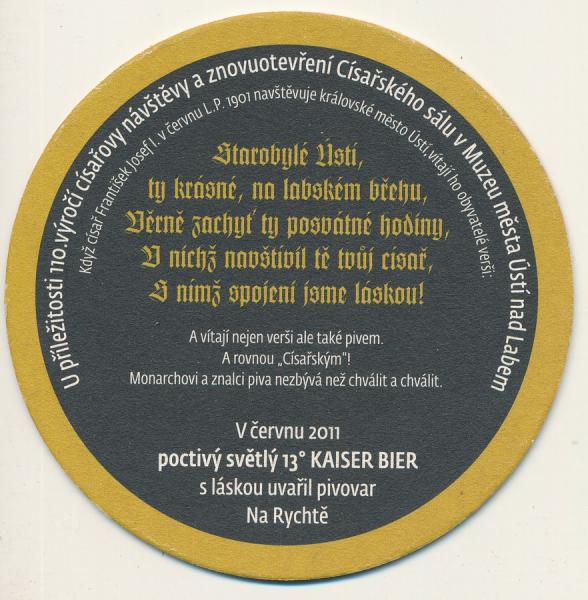 U příležitosti 110. výročí císařovy návštěvy a znovuotevření Císařského sálu v Muzeu města Ústí nad Labem
Když císař František Josef I. v červnu L.P. 1901 navštěvuje královské město Ústí, vítají ho obyvatelé verši:
Starobylé Ústí,
ty krásné, na labském břehu,
Věrně zachyť ty posvátné hodiny,
V nichž navštívil tě tvůj císař,
S nímž spojeni jsme láskou!
A vítají nejen verši ale také pivem.
A rovnou „Císařským"!
Monarchovi a znalci piva nezbývá než chválit a chválit.
V červnu 2011
poctivý světlý 13° KAISER BIER
s láskou uvařil pivovar
Na Rychtě